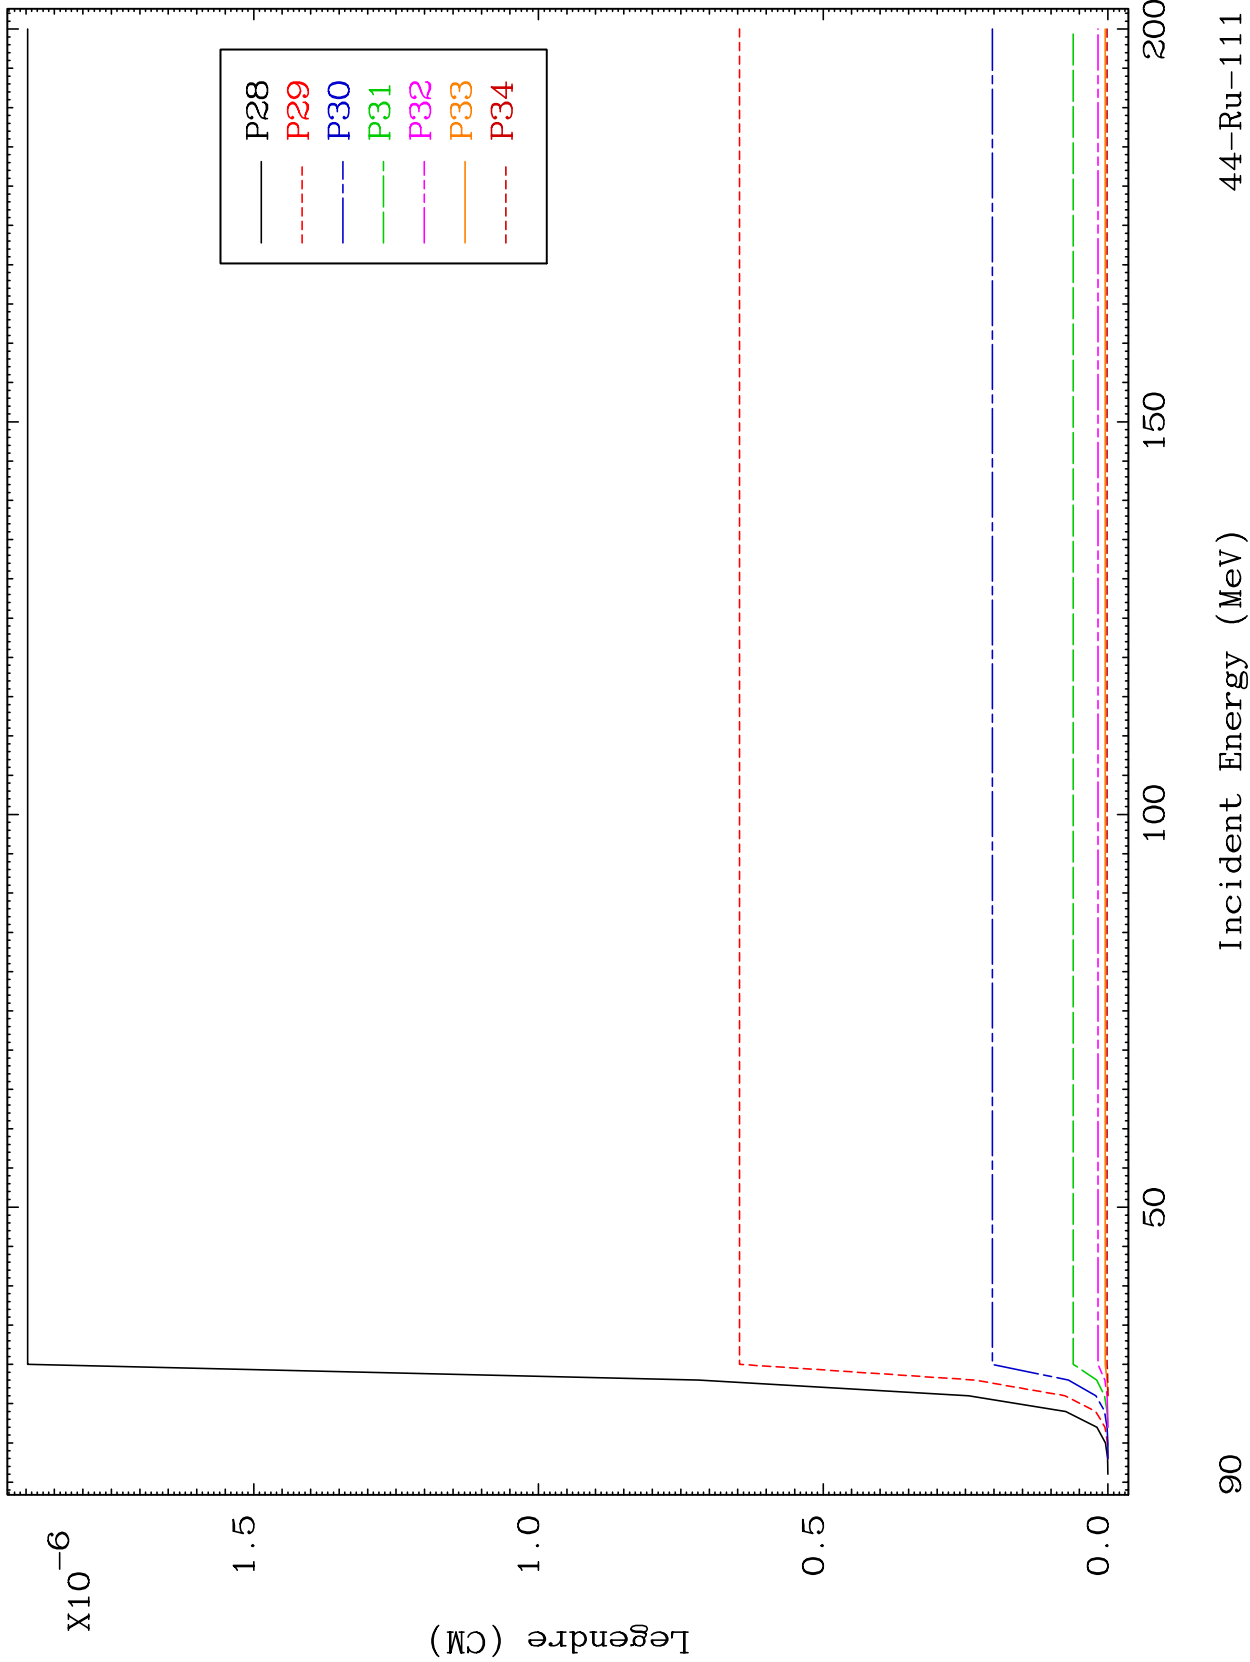 X10-6
1.5
1.0
0.5
0.0
Legendre (CM)
P28
P29
P30
P31
P32
P33
P34
50
100
150
200
90
Incident Energy (MeV)
44-Ru-111